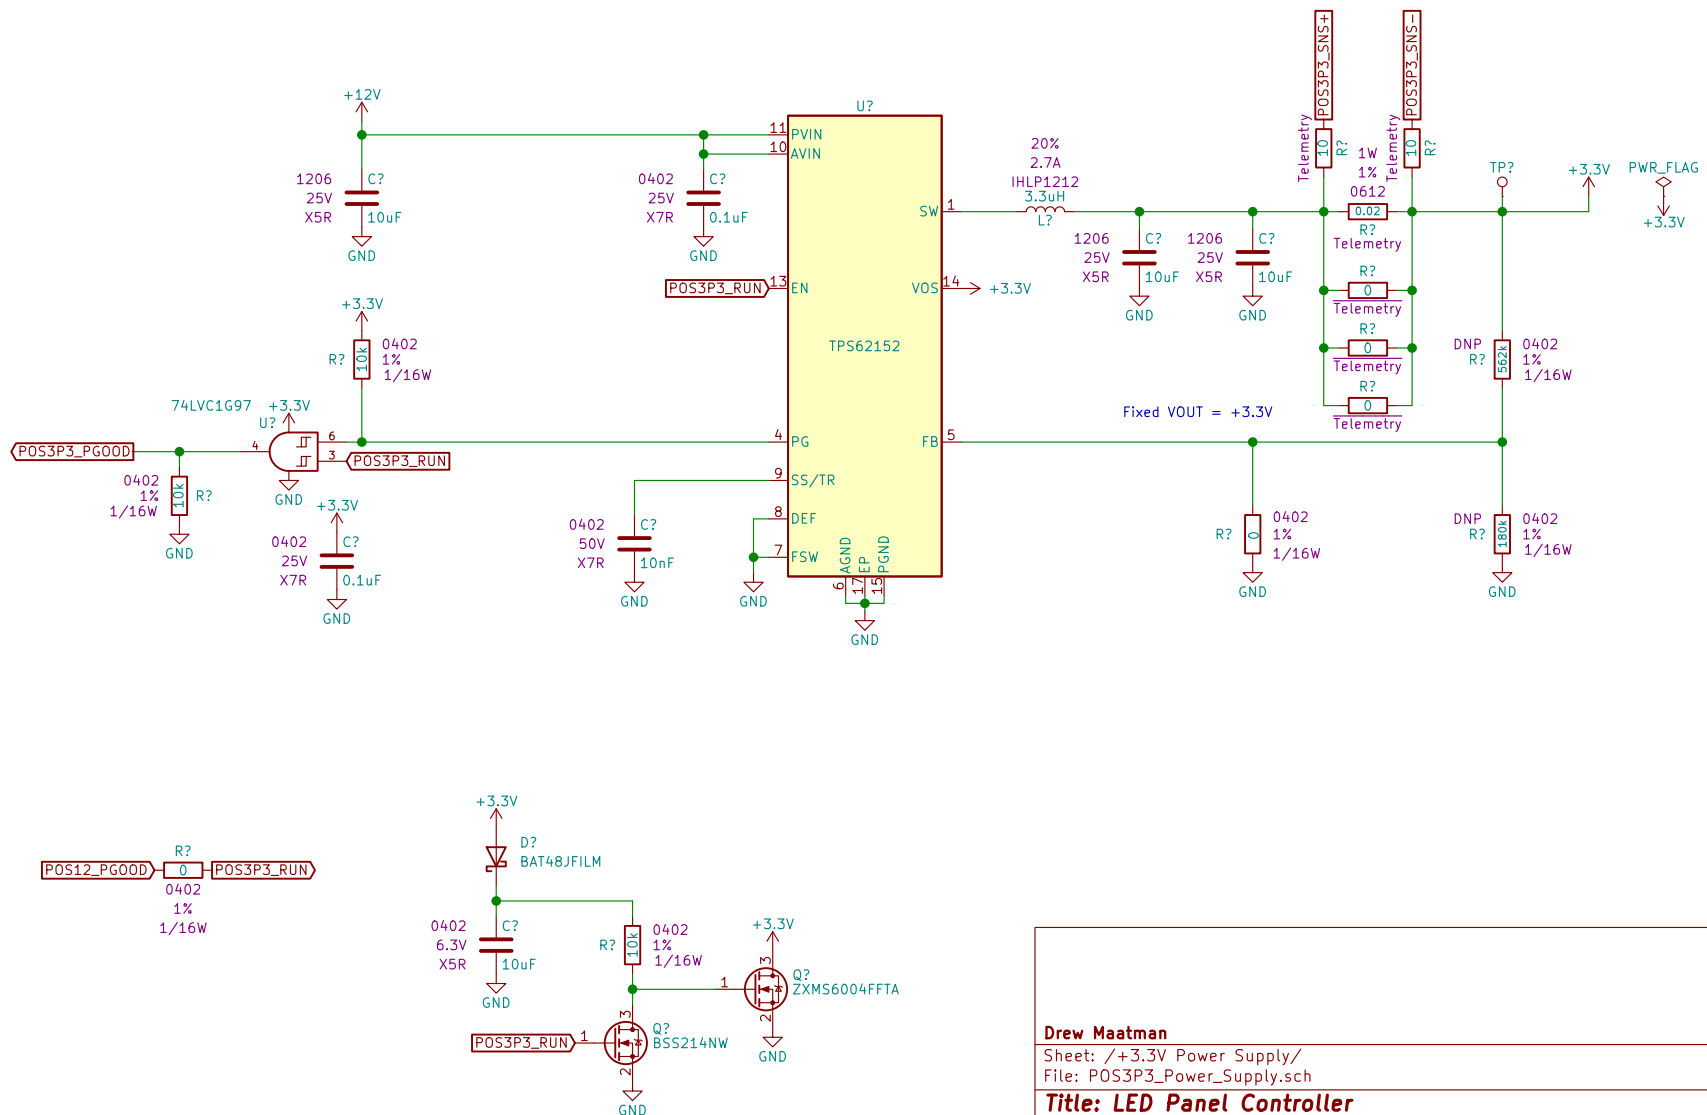 POS3P3_SNS+
POS3P3_SNS-
+12V
U?
11
PVIN
10
AVIN
1206
25V
X5R
C?
10uF
GND
0402
25V
X7R
C?
0.1uF
GND
POS3P3_RUN
13
EN
TPS62152
SW
1
20%
2.7A
IHLP1212
3.3uH
L?
VOS
14
+3.3V
1206
25V
X5R
C?
10uF
GND
1206
25V
X5R
C?
10uF
GND
Telemetry
10
R?
Telemetry
10
R?
1W
1%
0612
0.02
R?
Telemetry
R?
0
Telemetry
R?
0
Telemetry
R?
0
Telemetry
TP?
+3.3V
PWR_FLAG
+3.3V
DNP
R?
562k
0402
1%
1/16W
Fixed VOUT = +3.3V
FB
5
R?
0
0402
1%
1/16W
GND
DNP
R?
180k
0402
1%
1/16W
GND
+3.3V
R?
10k
0402
1%
1/16W
74LVC1G97
+3.3V
U?
4
6
3
GND
POS3P3_PGOOD
POS3P3_RUN
0402
1%
1/16W
10k
R?
GND
+3.3V
0402
25V
X7R
C?
0.1uF
GND
4
PG
9
SS/TR
8
DEF
7
FSW
0402
50V
X7R
C?
10nF
GND
GND
AGND
EP
PGND
6
17
15
GND
POS12_PGOOD
R?
0
POS3P3_RUN
0402
1%
1/16W
+3.3V
D?
BAT48JFILM
0402
6.3V
X5R
C?
10uF
GND
R?
10k
0402
1%
1/16W
+3.3V
3
1
2
Q?
ZXMS6004FFTA
GND
POS3P3_RUN
1
3
2
Q?
BSS214NW
GND
Drew Maatman
Sheet: /+3.3V Power Supply/
File: POS3P3_Power_Supply.sch
Title: LED Panel Controller